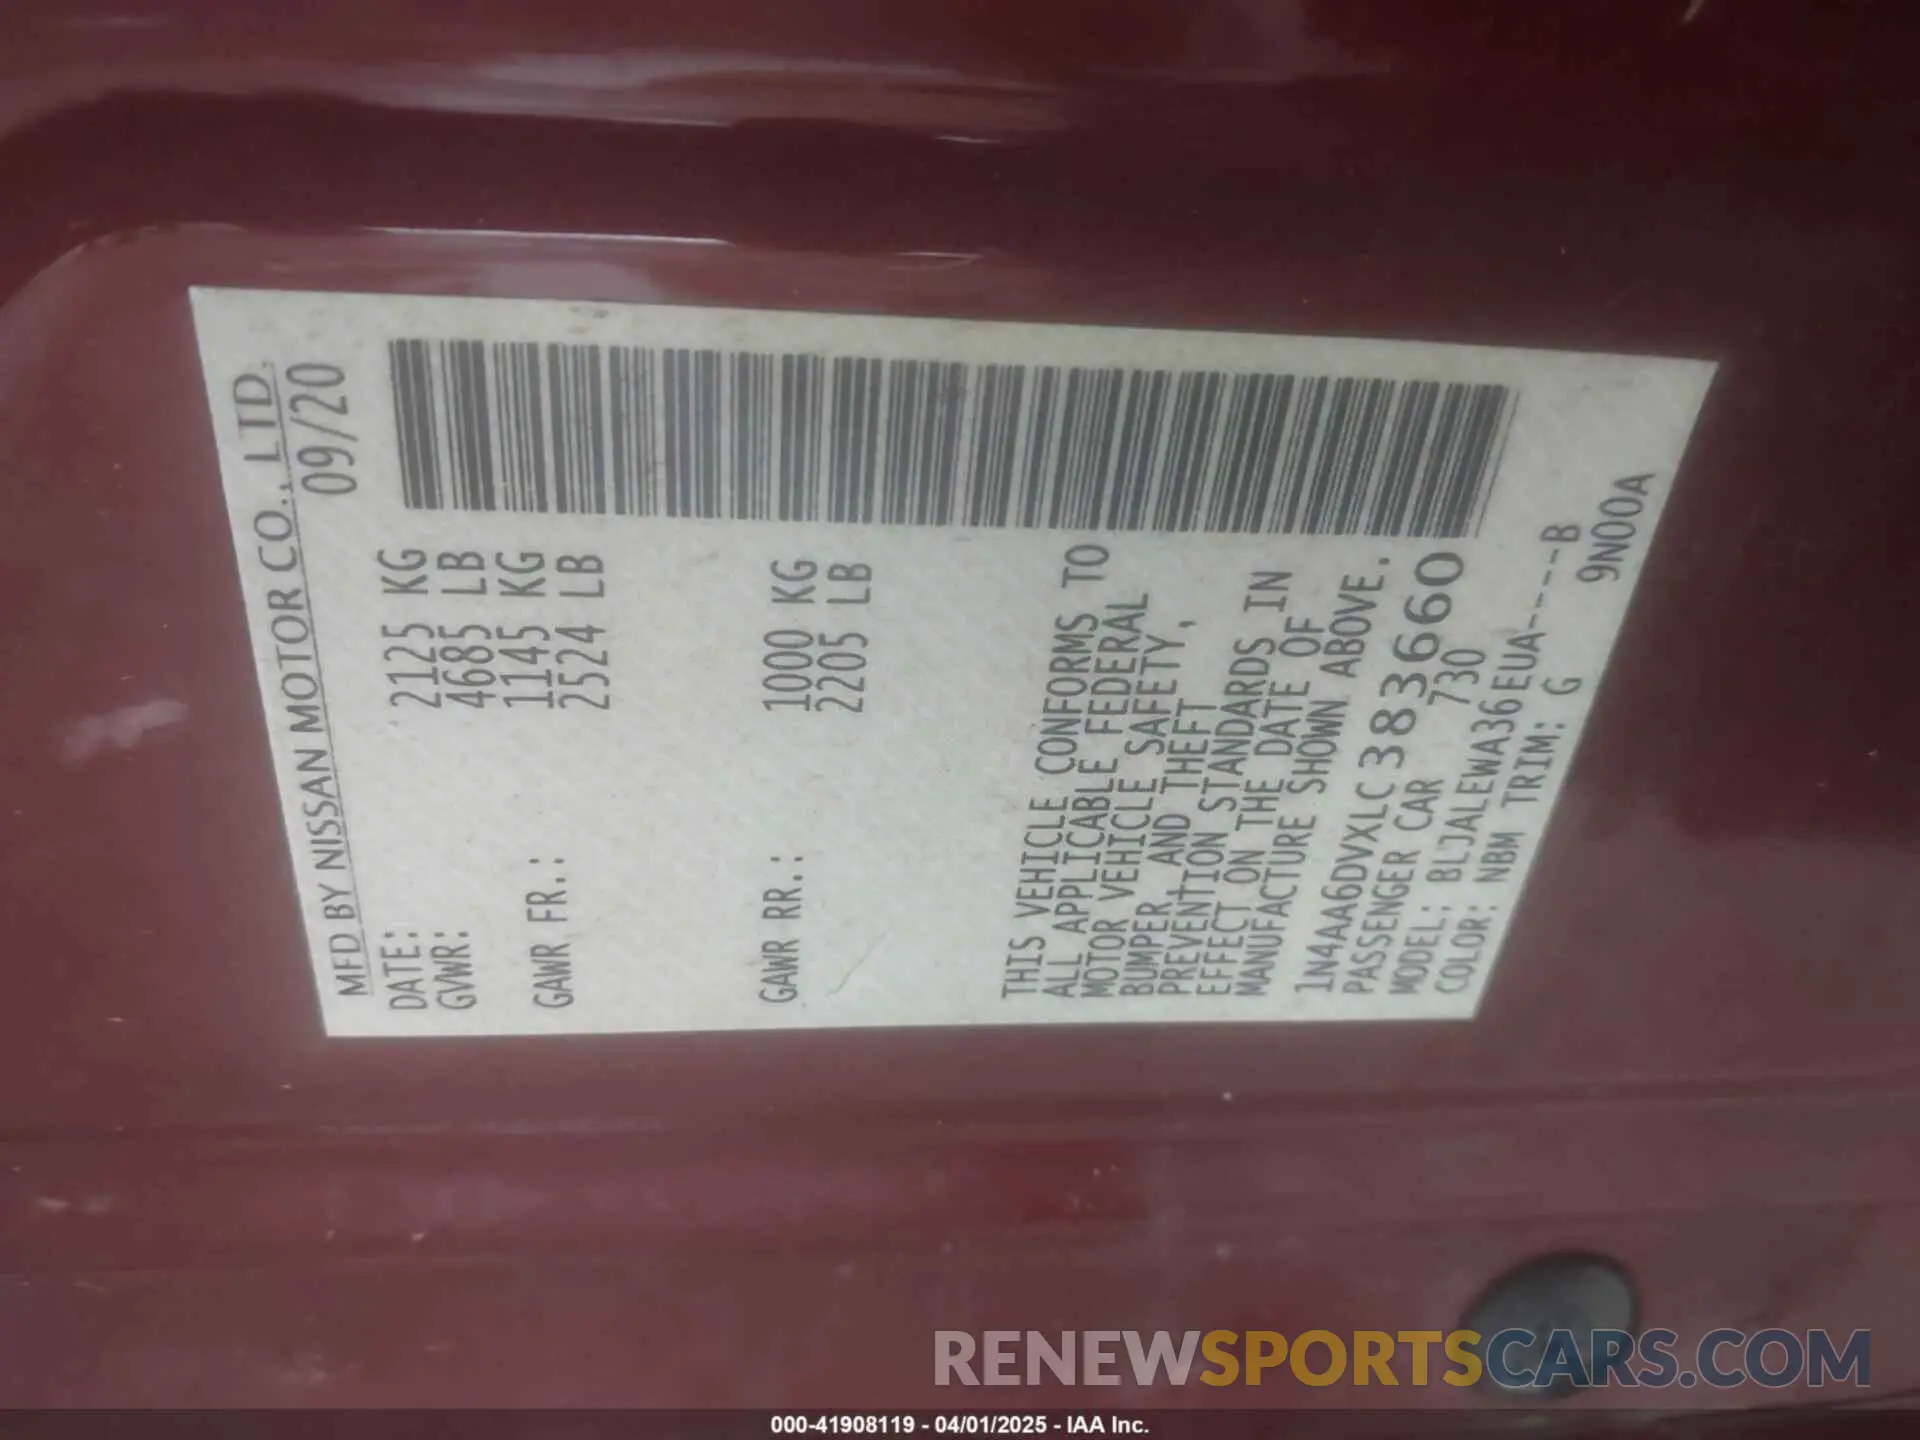 MFD BY NISSAN MOTOR CO., LTD.
09/20
DATE:
GVWR: 2125 KG
4685 LB
GAWR FR.: 1145 KG
2524 LB
GAWR RR.: 1000 KG
2205 LB
THIS VEHICLE CONFORMS TO
ALL APPLICABLE FEDERAL
MOTOR VEHICLE SAFETY,
BUMPER, AND THEFT
PREVENTION STANDARDS IN
EFFECT ON THE DATE OF
MANUFACTURE SHOWN ABOVE.
1N4AA6DVXLC383660
PASSENGER CAR 730
MODEL: BLJALEWA36EUA-----B
COLOR: NBM TRIM: G
9N00A
RENEWSPORTSCARS.COM
000-41908119 - 04/01/2025 - IAA Inc.